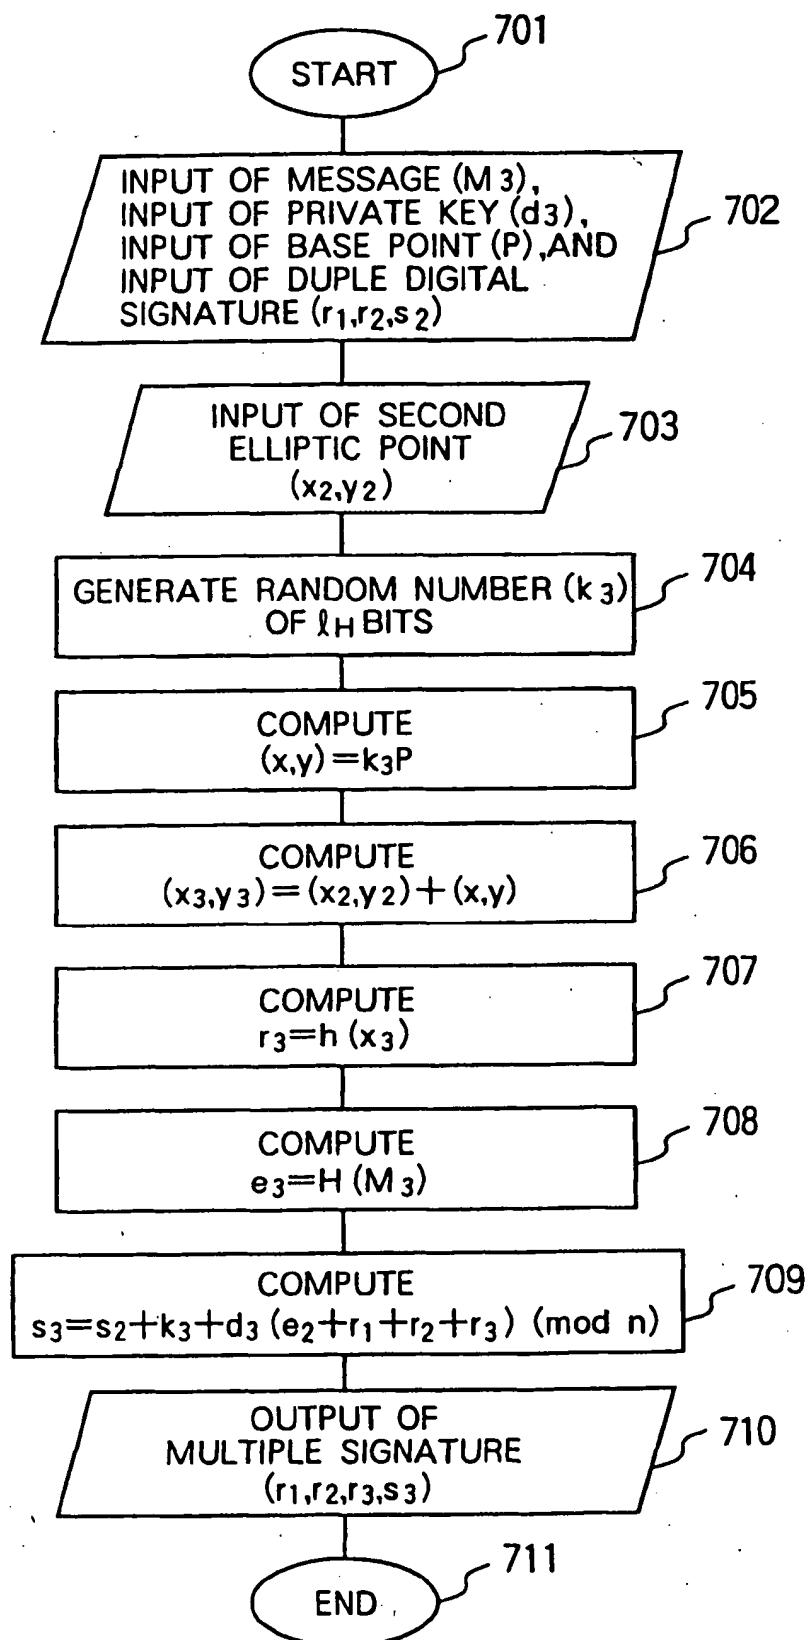 START
701
INPUT OF MESSAGE (M3),
INPUT OF PRIVATE KEY (d3),
INPUT OF BASE POINT (P), AND
INPUT OF DUPLE DIGITAL
SIGNATURE (r1,r2,s2)
702
INPUT OF SECOND
ELLIPTIC POINT
(x2,y2)
703
GENERATE RANDOM NUMBER (k3)
OF ℓH BITS
704
COMPUTE
(x,y)=k3P
705
COMPUTE
(x3,y3)=(x2,y2)+(x,y)
706
COMPUTE
r3=h(x3)
707
COMPUTE
e3=H(M3)
708
COMPUTE
s3=s2+k3+d3(e2+r1+r2+r3) (mod n)
709
OUTPUT OF
MULTIPLE SIGNATURE
(r1,r2,r3,s3)
710
END
711